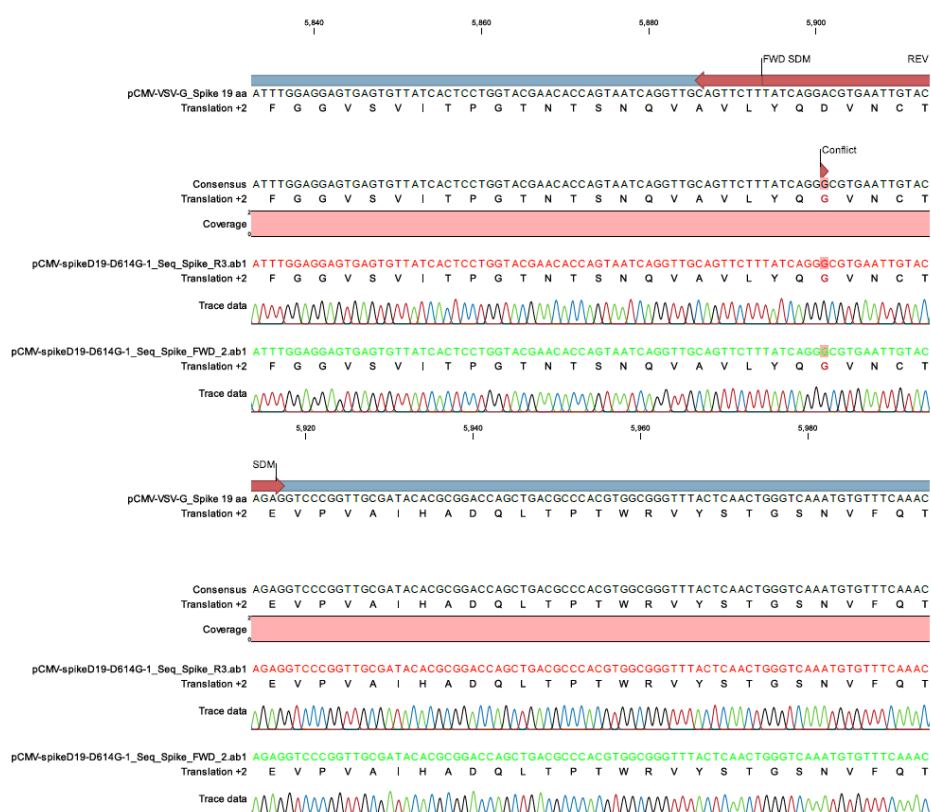 5,840 5,860 5,880 5,900
FWD SDM REV
pCMV-VSV-G_Spike 19 aa ATTTGGAGGAGTGAGTGTTATCACTCCTGGTACGAACACCAGTAATCAGGTTGCAGTTCTTTATCAGGACGTGAATTGTAC
Translation +2 F G G V S V I T P G T N T S N Q V A V L Y Q D V N C T
Conflict
Consensus ATTTGGAGGAGTGAGTGTTATCACTCCTGGTACGAACACCAGTAATCAGGTTGCAGTTCTTTATCAGGGCGTGAATTGTAC
Translation +2 F G G V S V I T P G T N T S N Q V A V L Y Q G V N C T
2
Coverage
0
pCMV-spikeD19-D614G-1_Seq_Spike_R3.ab1 ATTTGGAGGAGTGAGTGTTATCACTCCTGGTACGAACACCAGTAATCAGGTTGCAGTTCTTTATCAGGGCGTGAATTGTAC
Translation +2 F G G V S V I T P G T N T S N Q V A V L Y Q G V N C T
Trace data
pCMV-spikeD19-D614G-1_Seq_Spike_FWD_2.ab1 ATTTGGAGGAGTGAGTGTTATCACTCCTGGTACGAACACCAGTAATCAGGTTGCAGTTCTTTATCAGGGCGTGAATTGTAC
Translation +2 F G G V S V I T P G T N T S N Q V A V L Y Q G V N C T
Trace data
5,920 5,940 5,960 5,980
SDM
pCMV-VSV-G_Spike 19 aa AGAGGTCCCGGTTGCGATACACGCGGACCAGCTGACGCCCACGTGGCGGGTTTACTCAACTGGGTCAAATGTGTTTCAAAC
Translation +2 E V P V A I H A D Q L T P T W R V Y S T G S N V F Q T
Consensus AGAGGTCCCGGTTGCGATACACGCGGACCAGCTGACGCCCACGTGGCGGGTTTACTCAACTGGGTCAAATGTGTTTCAAAC
Translation +2 E V P V A I H A D Q L T P T W R V Y S T G S N V F Q T
2
Coverage
0
pCMV-spikeD19-D614G-1_Seq_Spike_R3.ab1 AGAGGTCCCGGTTGCGATACACGCGGACCAGCTGACGCCCACGTGGCGGGTTTACTCAACTGGGTCAAATGTGTTTCAAAC
Translation +2 E V P V A I H A D Q L T P T W R V Y S T G S N V F Q T
Trace data
pCMV-spikeD19-D614G-1_Seq_Spike_FWD_2.ab1 AGAGGTCCCGGTTGCGATACACGCGGACCAGCTGACGCCCACGTGGCGGGTTTACTCAACTGGGTCAAATGTGTTTCAAAC
Translation +2 E V P V A I H A D Q L T P T W R V Y S T G S N V F Q T
Trace data